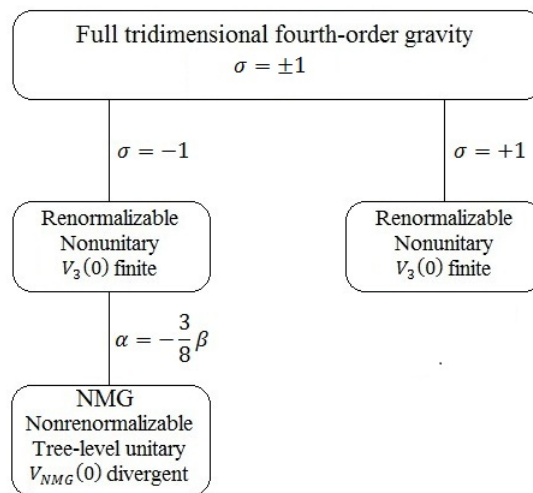 Full tridimensional fourth-order gravity
σ = ±1
σ = −1
σ = +1
Renormalizable
Nonunitary
V₃(0) finite
Renormalizable
Nonunitary
V₃(0) finite
α = −3/8 β
NMG
Nonrenormalizable
Tree-level unitary
V_NMG(0) divergent